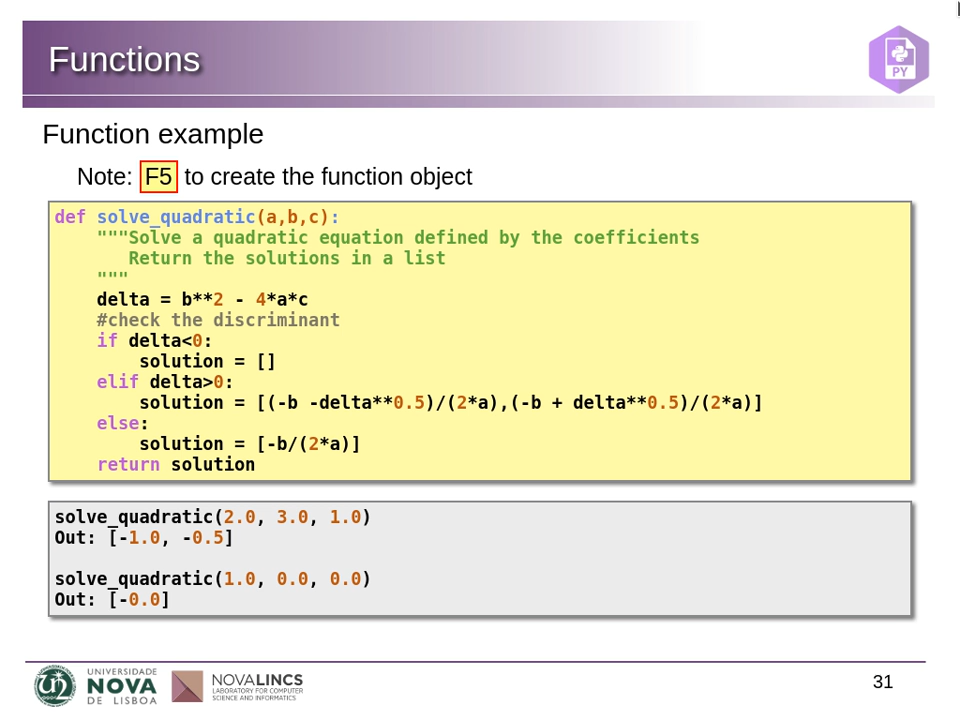 Functions
PY
Function example
Note: F5 to create the function object
def solve_quadratic(a,b,c):
    """Solve a quadratic equation defined by the coefficients
       Return the solutions in a list
    """
    delta = b**2 - 4*a*c
    #check the discriminant
    if delta<0:
        solution = []
    elif delta>0:
        solution = [(-b -delta**0.5)/(2*a),(-b + delta**0.5)/(2*a)]
    else:
        solution = [-b/(2*a)]
    return solution
solve_quadratic(2.0, 3.0, 1.0)
Out: [-1.0, -0.5]
solve_quadratic(1.0, 0.0, 0.0)
Out: [-0.0]
UNIVERSIDADE
NOVA
DE LISBOA
NOVALINCS
LABORATORY FOR COMPUTER
SCIENCE AND INFORMATICS
31